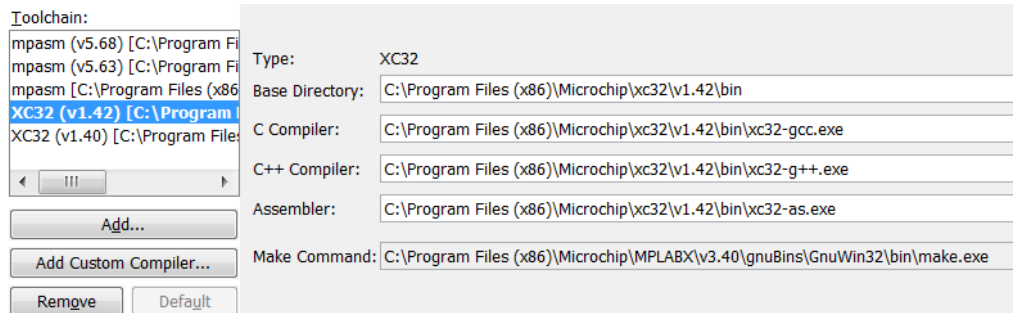 Toolchain:
mpasm (v5.68) [C:\Program Fi
mpasm (v5.63) [C:\Program Fi
mpasm [C:\Program Files (x86
XC32 (v1.42) [C:\Program
XC32 (v1.40) [C:\Program Files
Add...
Add Custom Compiler...
Remove Default
Type: XC32
Base Directory: C:\Program Files (x86)\Microchip\xc32\v1.42\bin
C Compiler: C:\Program Files (x86)\Microchip\xc32\v1.42\bin\xc32-gcc.exe
C++ Compiler: C:\Program Files (x86)\Microchip\xc32\v1.42\bin\xc32-g++.exe
Assembler: C:\Program Files (x86)\Microchip\xc32\v1.42\bin\xc32-as.exe
Make Command: C:\Program Files (x86)\Microchip\MPLABX\v3.40\gnuBins\GnuWin32\bin\make.exe